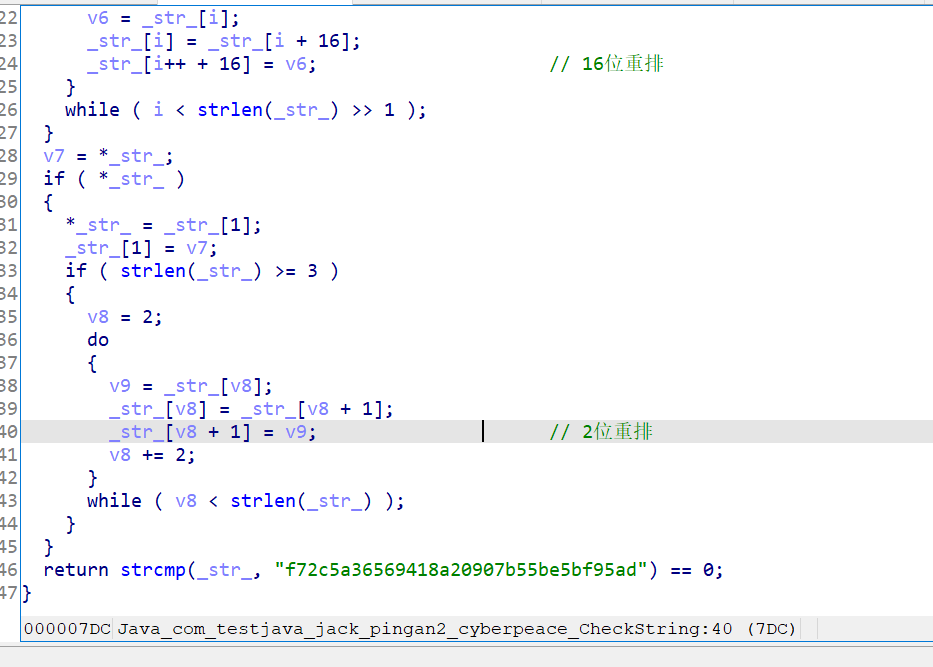 22 v6 = _str_[i];
23 _str_[i] = _str_[i + 16];
24 _str_[i++ + 16] = v6; // 16位重排
25 }
26 while ( i < strlen(_str_) >> 1 );
27 }
28 v7 = *_str_;
29 if ( *_str_ )
30 {
31 *_str_ = _str_[1];
32 _str_[1] = v7;
33 if ( strlen(_str_) >= 3 )
34 {
35 v8 = 2;
36 do
37 {
38 v9 = _str_[v8];
39 _str_[v8] = _str_[v8 + 1];
40 _str_[v8 + 1] = v9; // 2位重排
41 v8 += 2;
42 }
43 while ( v8 < strlen(_str_) );
44 }
45 }
46 return strcmp(_str_, "f72c5a36569418a20907b55be5bf95ad") == 0;
47 }
000007DC Java_com_testjava_jack_pingan2_cyberpeace_CheckString:40 (7DC)